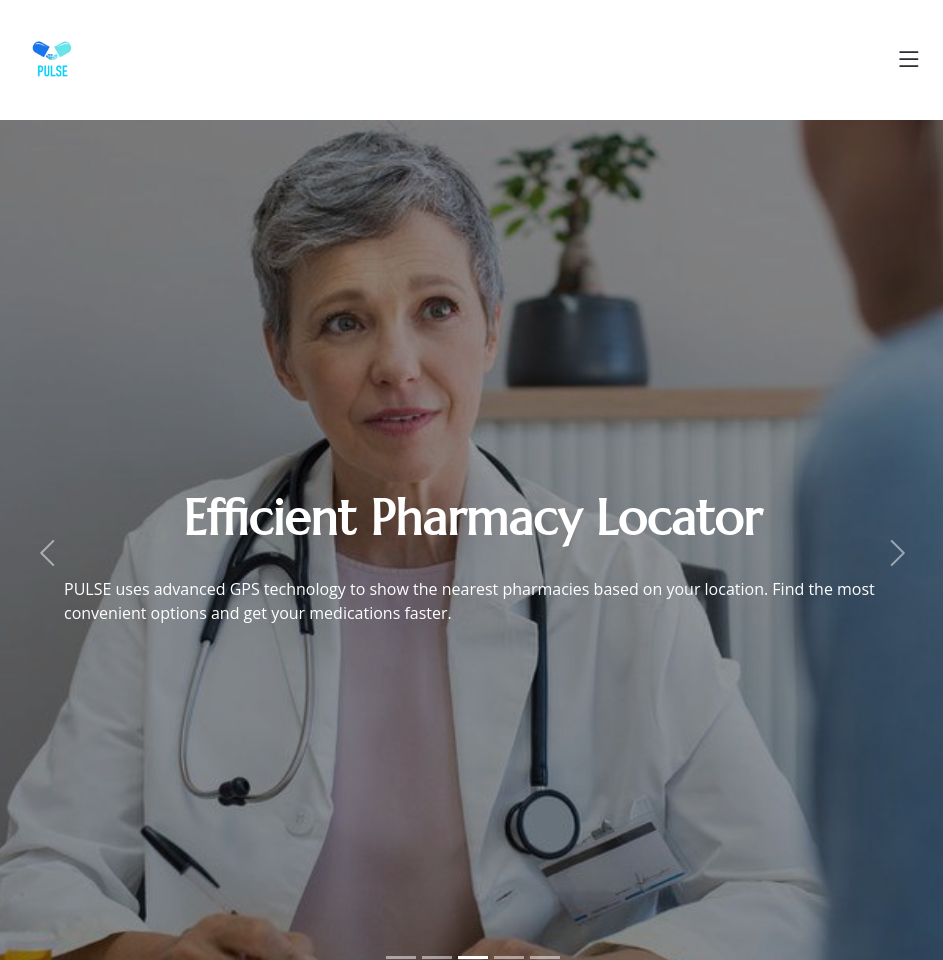 PULSE
Efficient Pharmacy Locator
PULSE uses advanced GPS technology to show the nearest pharmacies based on your location. Find the most
convenient options and get your medications faster.